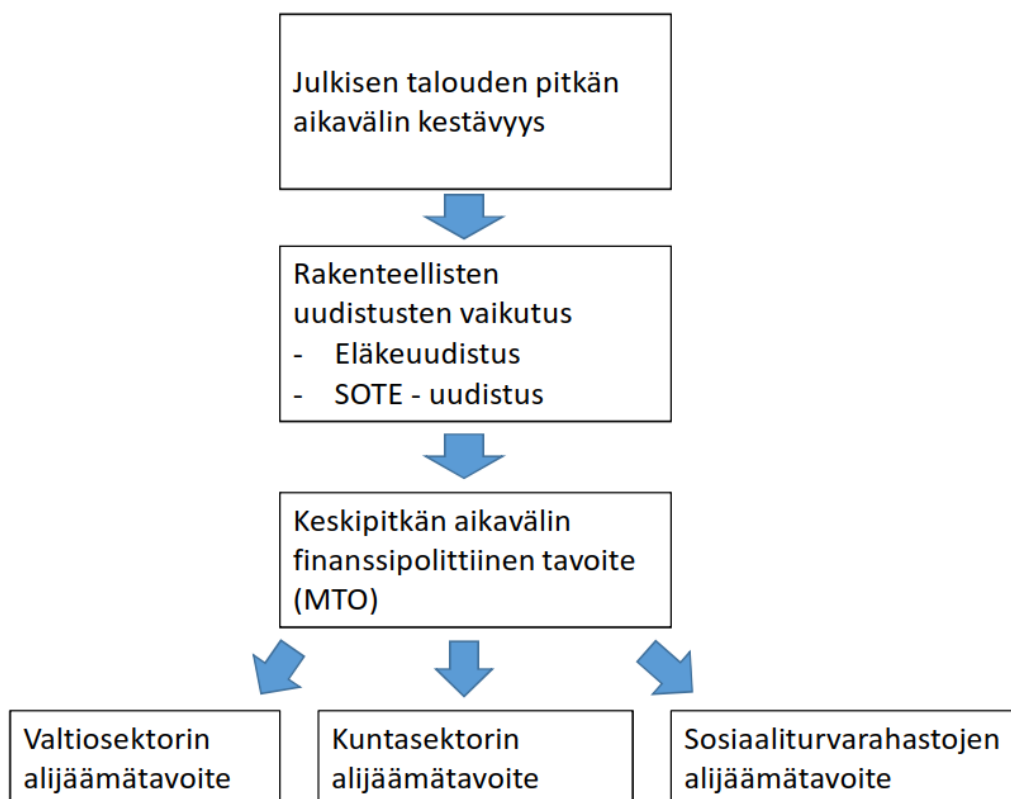 Julkisen talouden pitkän
aikavälin kestävyys
Rakenteellisten
uudistusten vaikutus
- Eläkeuudistus
- SOTE - uudistus
Keskipitkän aikavälin
finanssipolittiinen tavoite
(MTO)
Valtiosektorin
alijäämätavoite
Kuntasektorin
alijäämätavoite
Sosiaaliturvarahastojen
alijäämätavoite